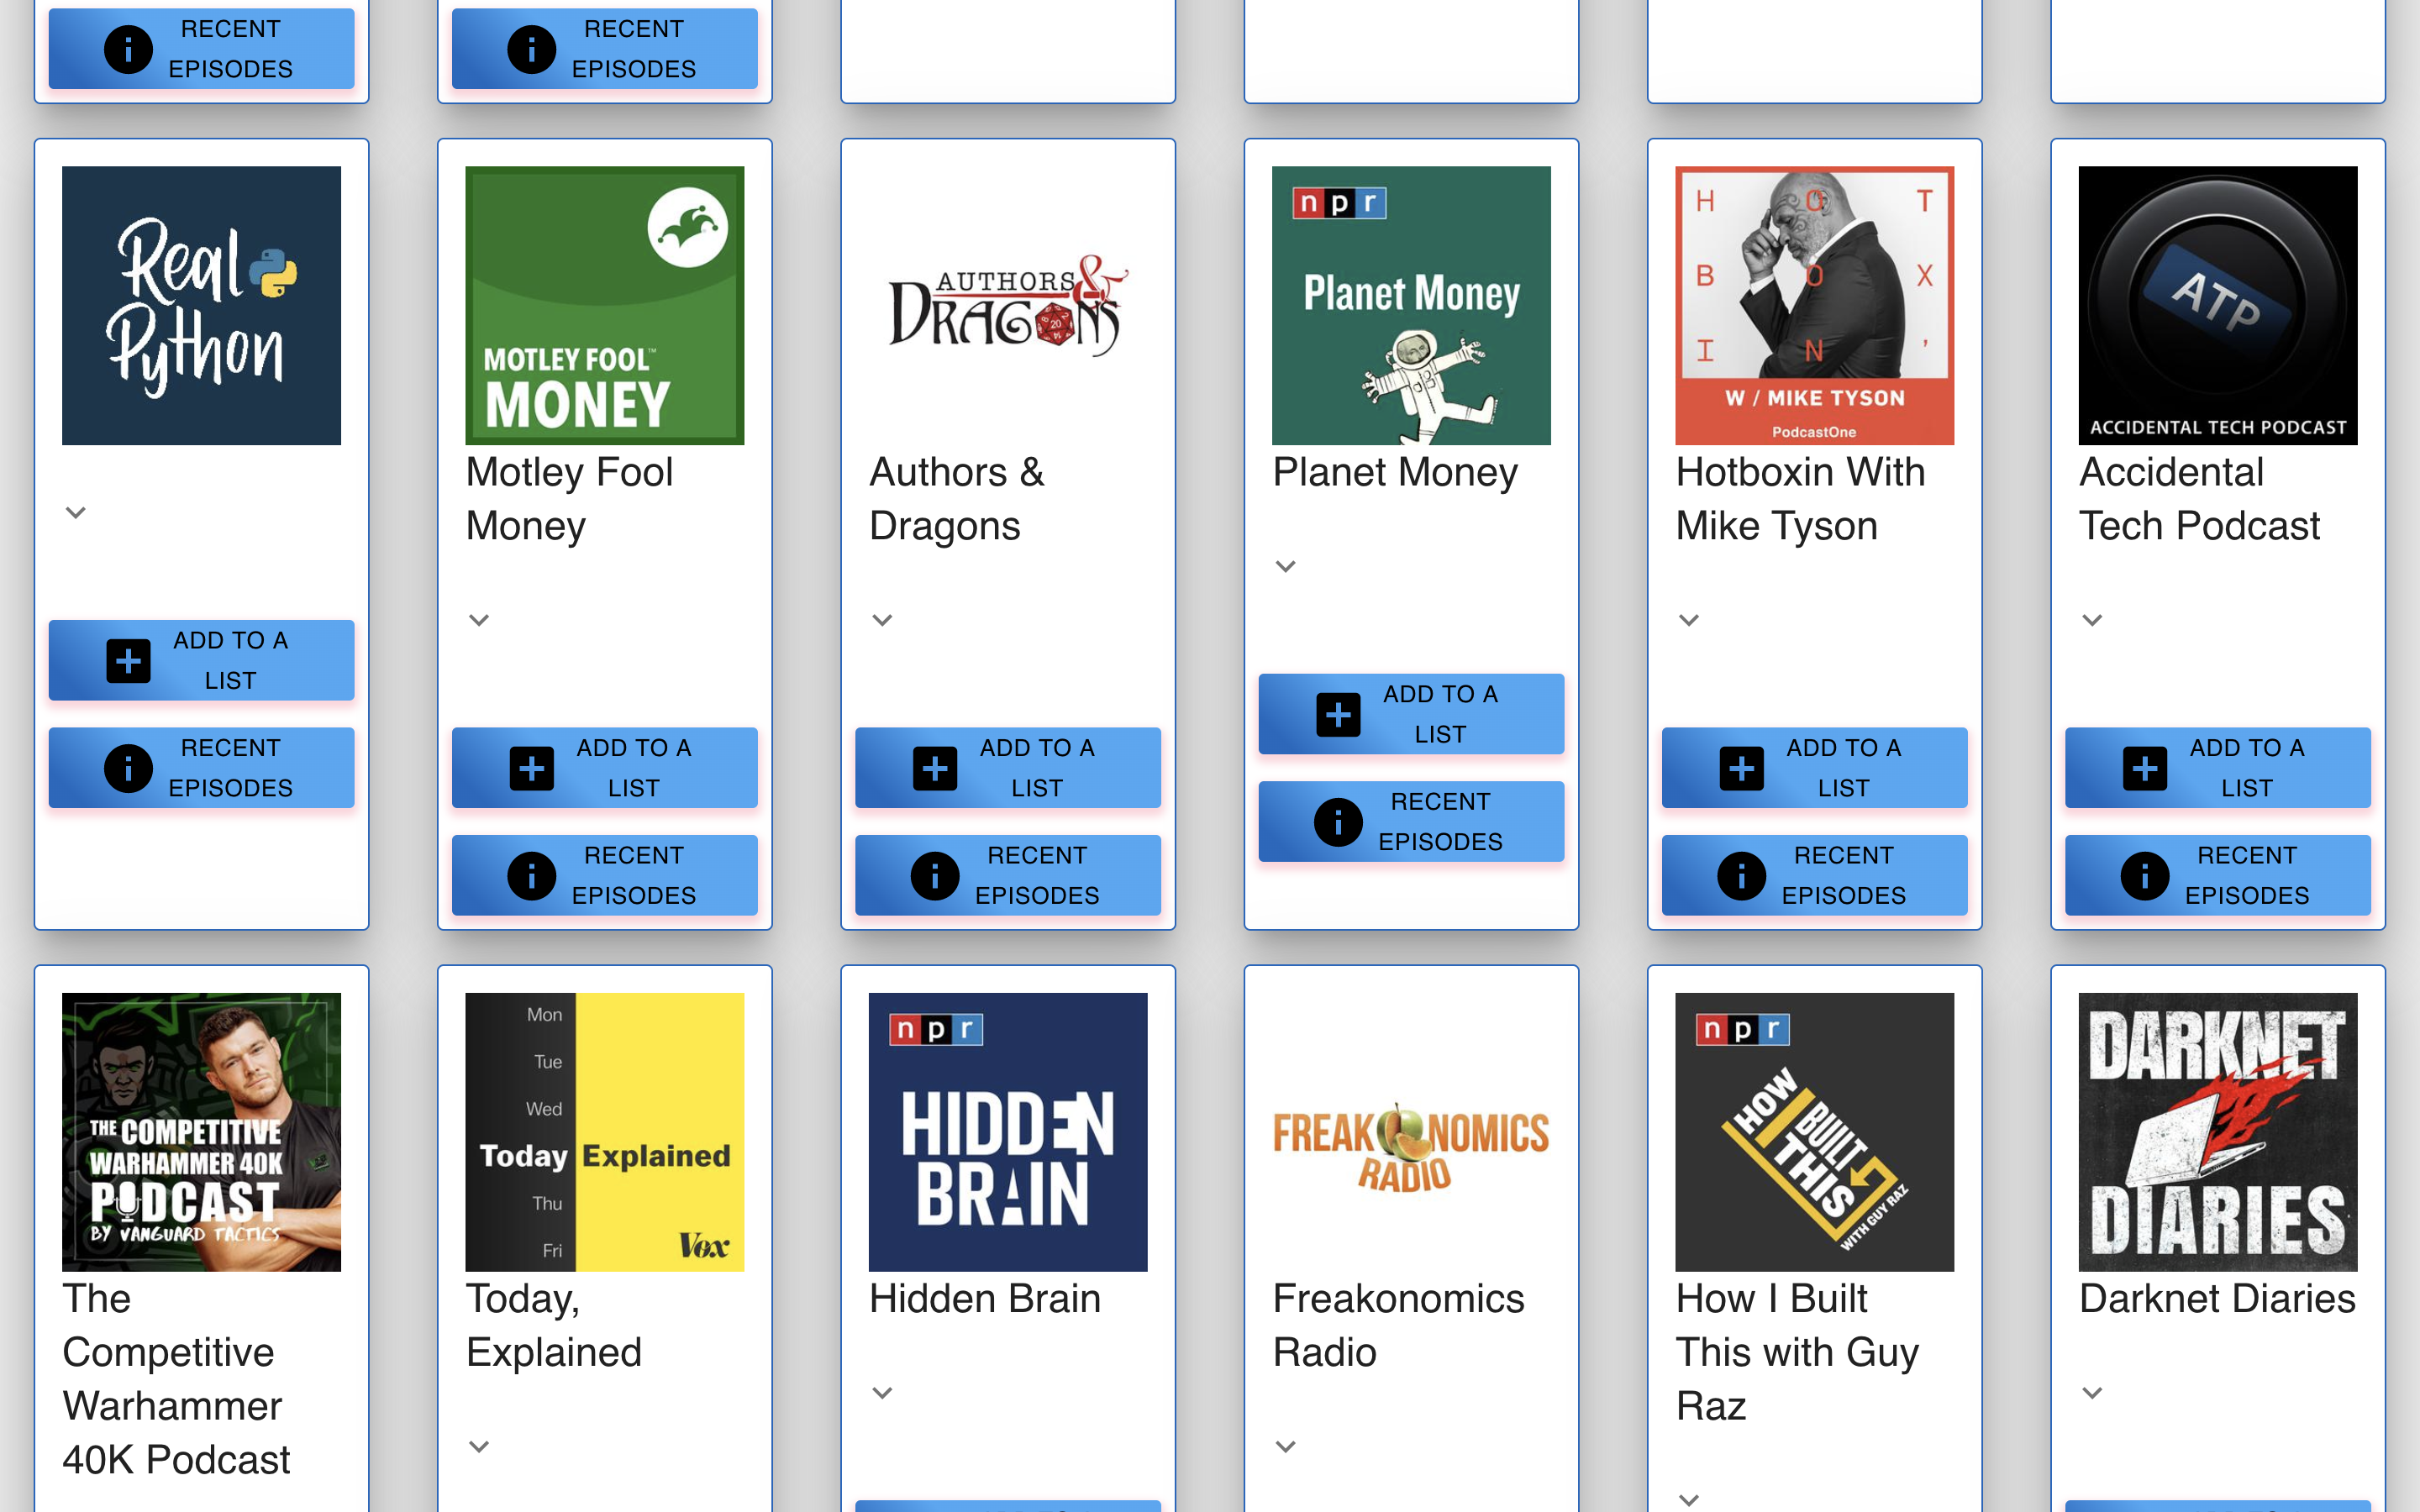 RECENT
EPISODES
RECENT
EPISODES
Real
Python
ADD TO A
LIST
RECENT
EPISODES
MOTLEY FOOL™
MONEY
Motley Fool
Money
ADD TO A
LIST
RECENT
EPISODES
AUTHORS &
DRAGONS
20
Authors &
Dragons
ADD TO A
LIST
RECENT
EPISODES
npr
Planet Money
Planet Money
ADD TO A
LIST
RECENT
EPISODES
H O T
B O X
I N '
W / MIKE TYSON
PodcastOne
Hotboxin With
Mike Tyson
ADD TO A
LIST
RECENT
EPISODES
ATP
ACCIDENTAL TECH PODCAST
Accidental
Tech Podcast
ADD TO A
LIST
RECENT
EPISODES
THE COMPETITIVE
WARHAMMER 40K
PODCAST
BY VANGUARD TACTICS
The
Competitive
Warhammer
40K Podcast
Mon
Tue
Wed
Today Explained
Thu
Fri
Vox
Today,
Explained
npr
HIDDEN
BRAIN
Hidden Brain
FREAKONOMICS
RADIO
Freakonomics
Radio
npr
HOW
I BUILT
THIS
WITH GUY RAZ
How I Built
This with Guy
Raz
DARKNET
DIARIES
Darknet Diaries